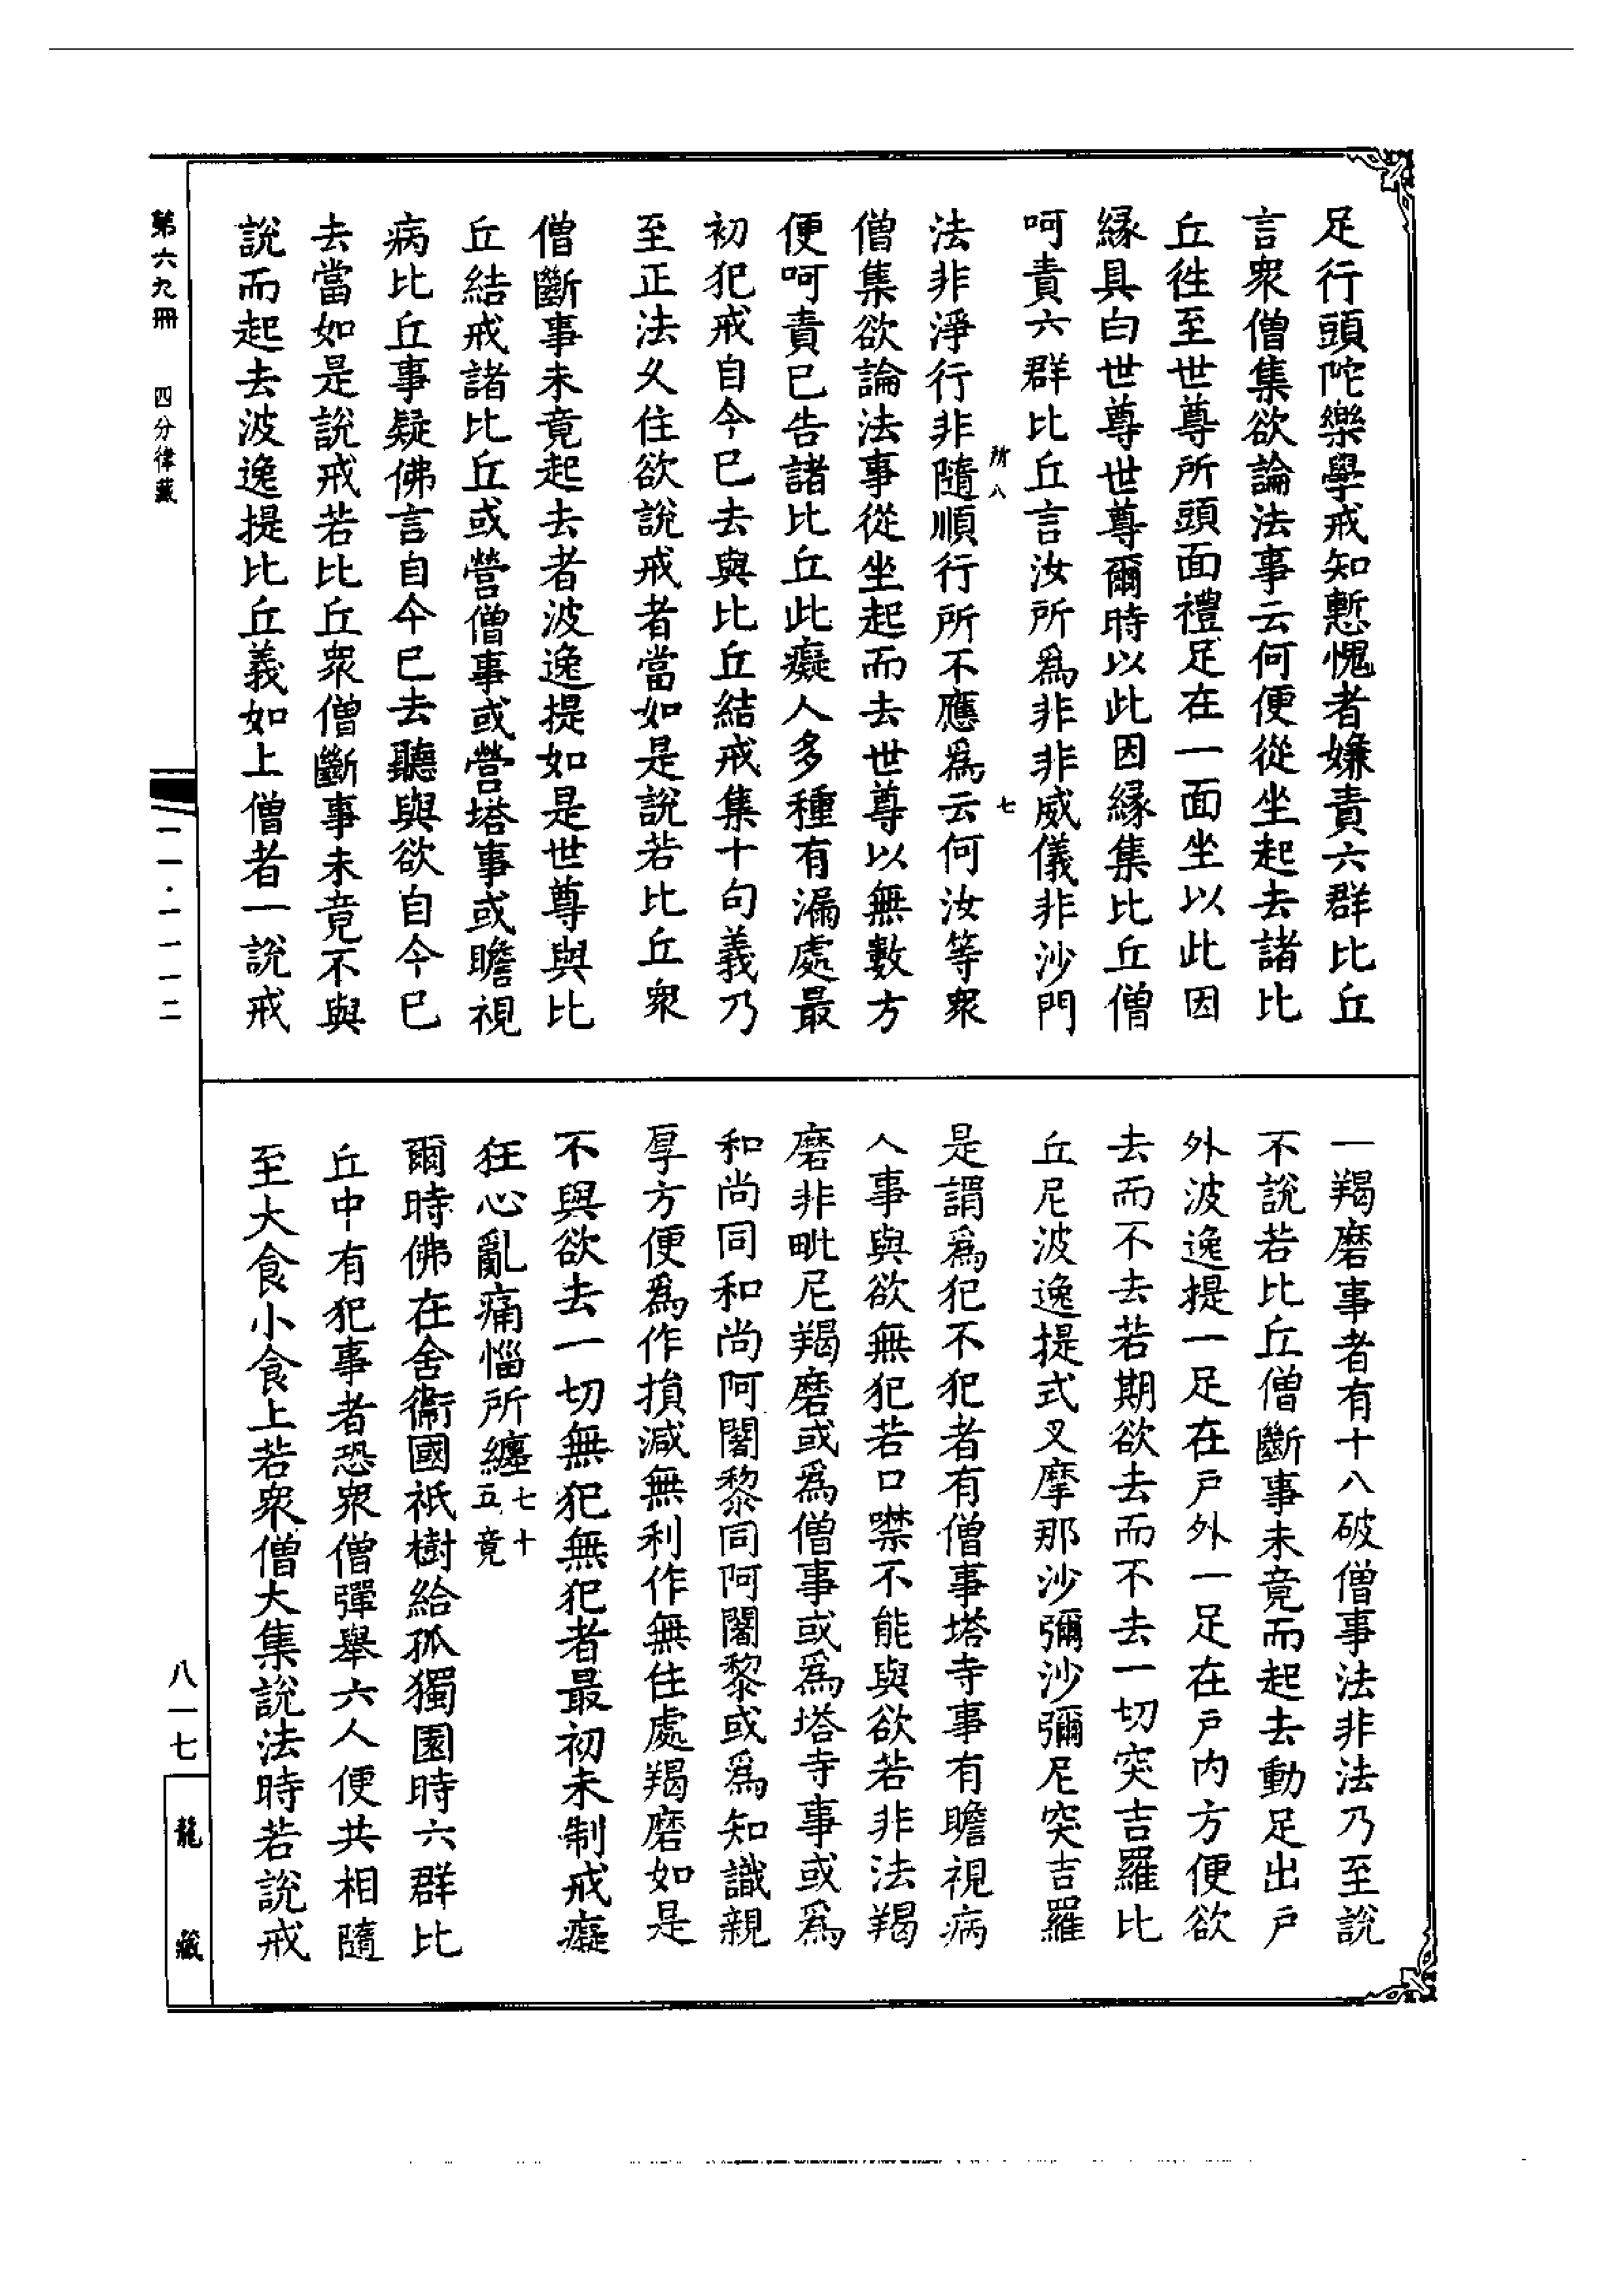 足行頭陀樂學戒知慙愧者嫌責六群比丘
言衆僧集欲論法事云何便從坐起去諸比
丘徃至世尊所頭面禮足在一面坐以此因
緣具白世尊世尊爾時以此因緣集比丘僧
呵責六群比丘言汝所爲非非威儀非沙門
所八 七
法非淨行非隨順行所不應爲云何汝等衆
僧集欲論法事從坐起而去世尊以無數方
便呵責已告諸比丘此癡人多種有漏處最
初犯戒自今已去與比丘結戒集十句義乃
至正法久住欲說戒者當如是說若比丘衆
僧斷事未竟起去者波逸提如是世尊與比
丘結戒諸比丘或營僧事或營塔事或瞻視
病比丘事疑佛言自今已去聽與欲自今已
去當如是說戒若比丘衆僧斷事未竟不與
說而起去波逸提比丘義如上僧者一說戒
一羯磨事者有十八破僧事法非法乃至說
不說若比丘僧斷事未竟而起去動足出戶
外波逸提一足在戶外一足在戶內方便欲
去而不去若期欲去而不去一切突吉羅比
丘尼波逸提式叉摩那沙彌沙彌尼突吉羅
是謂爲犯不犯者有僧事塔寺事有瞻視病
人事與欲無犯若口噤不能與欲若非法羯
磨非毗尼羯磨或爲僧事或爲塔寺事或爲
和尚同和尚阿闍黎同阿闍黎或爲知識親
厚方便爲作損減無利作無住處羯磨如是
不與欲去一切無犯無犯者最初未制戒癡
狂心亂痛惱所纏七十五竟
爾時佛在舍衞國祇樹給孤獨園時六群比
丘中有犯事者恐衆僧彈舉六人便共相隨
至大食小食上若衆僧大集說法時若說戒
第六九冊 四分律藏
一一·一一一二
八一七
龍藏